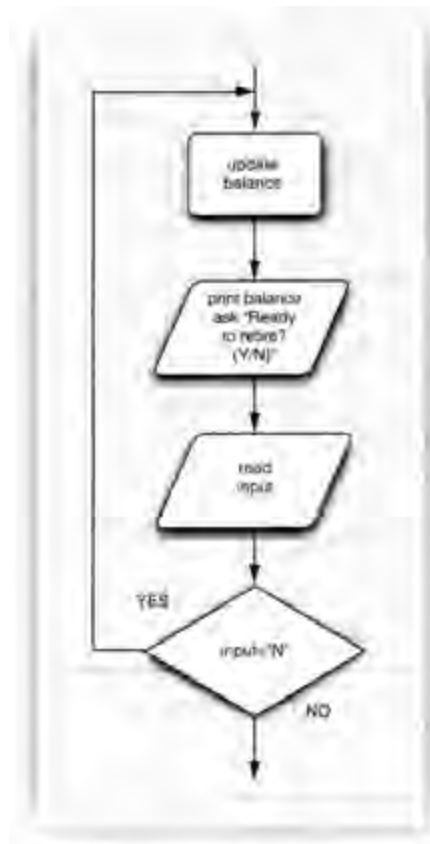 update
balance
print balance
ask "Ready
to retire?
(Y/N)"
read
input
YES
input="N"
NO